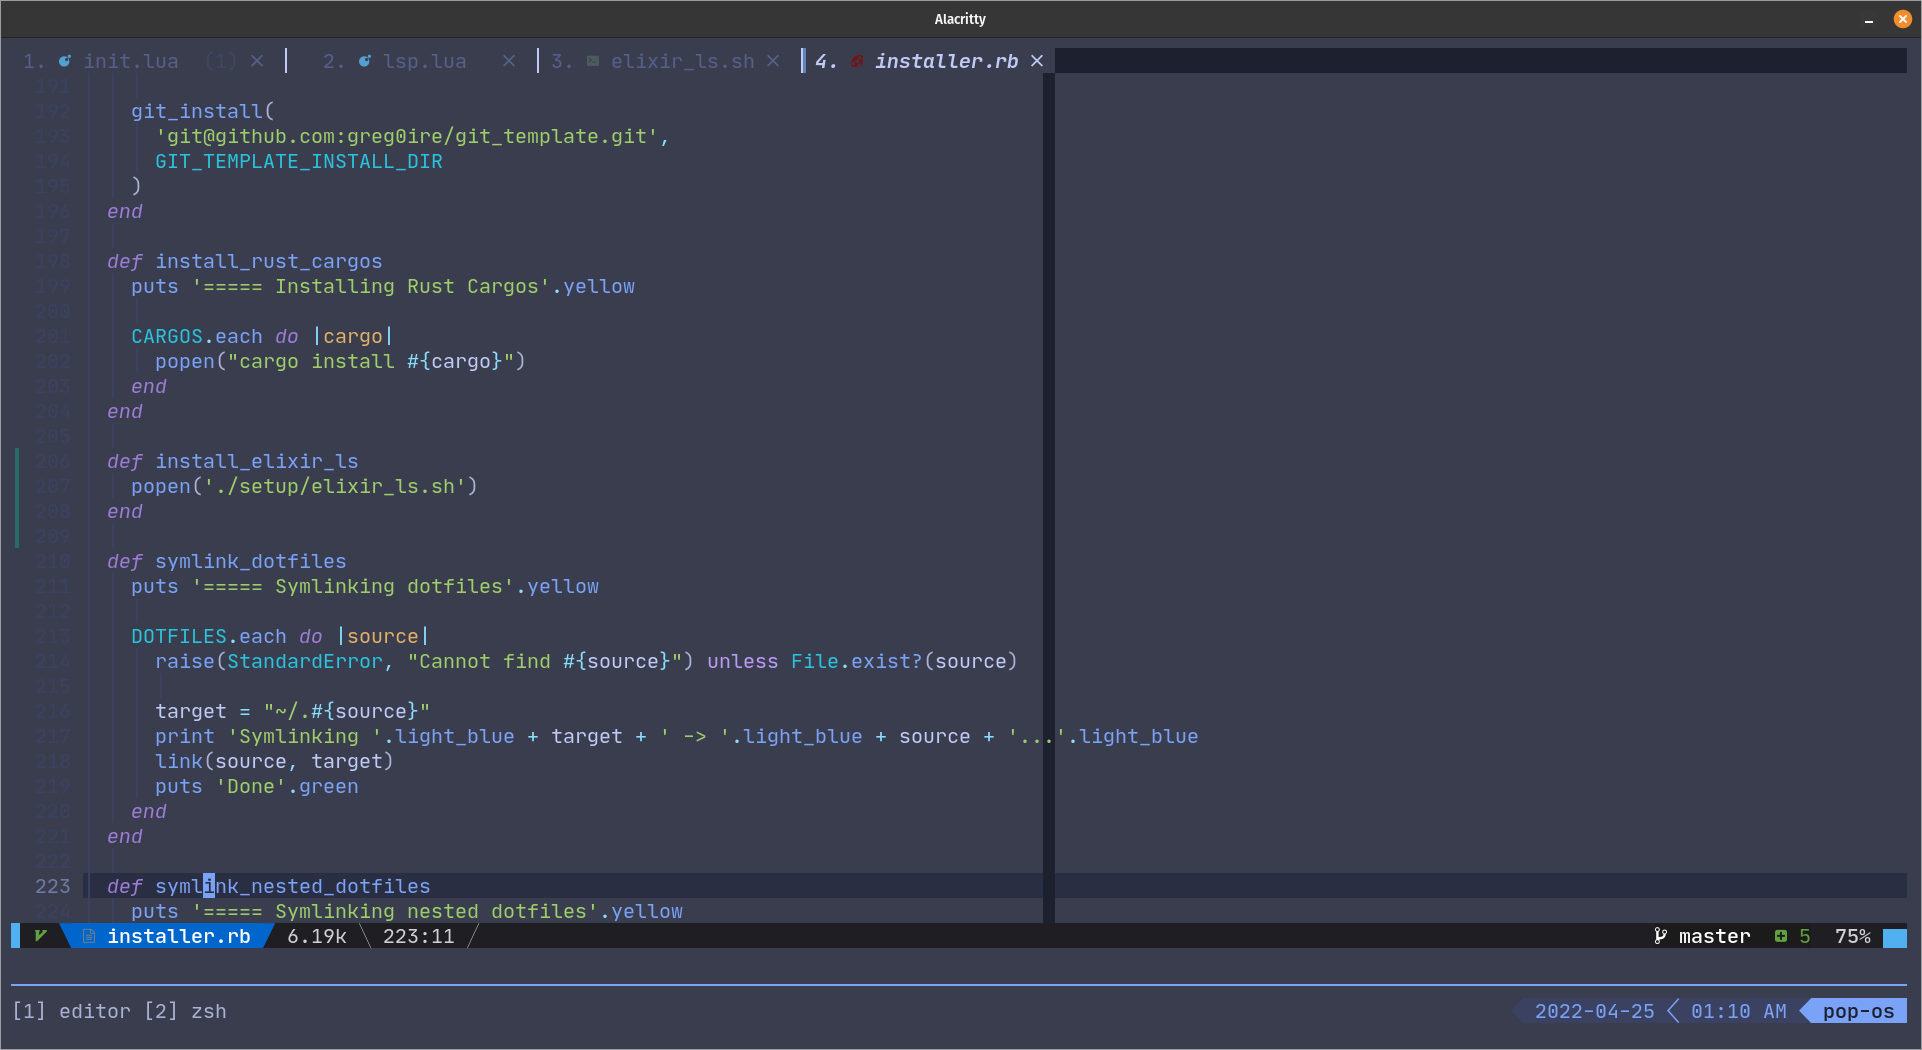 Alacritty
1. init.lua (1) × 2. lsp.lua × 3. elixir_ls.sh × 4. installer.rb ×
191
192 git_install(
193 'git@github.com:greg0ire/git_template.git',
194 GIT_TEMPLATE_INSTALL_DIR
195 )
196 end
197
198 def install_rust_cargos
199 puts '===== Installing Rust Cargos'.yellow
200
201 CARGOS.each do |cargo|
202 popen("cargo install #{cargo}")
203 end
204 end
205
206 def install_elixir_ls
207 popen('./setup/elixir_ls.sh')
208 end
209
210 def symlink_dotfiles
211 puts '===== Symlinking dotfiles'.yellow
212
213 DOTFILES.each do |source|
214 raise(StandardError, "Cannot find #{source}") unless File.exist?(source)
215
216 target = "~/.#{source}"
217 print 'Symlinking '.light_blue + target + ' -> '.light_blue + source + '...'.light_blue
218 link(source, target)
219 puts 'Done'.green
220 end
221 end
222
223 def symlink_nested_dotfiles
224 puts '===== Symlinking nested dotfiles'.yellow
installer.rb 6.19k 223:11 master 5 75%
[1] editor [2] zsh 2022-04-25 01:10 AM pop-os